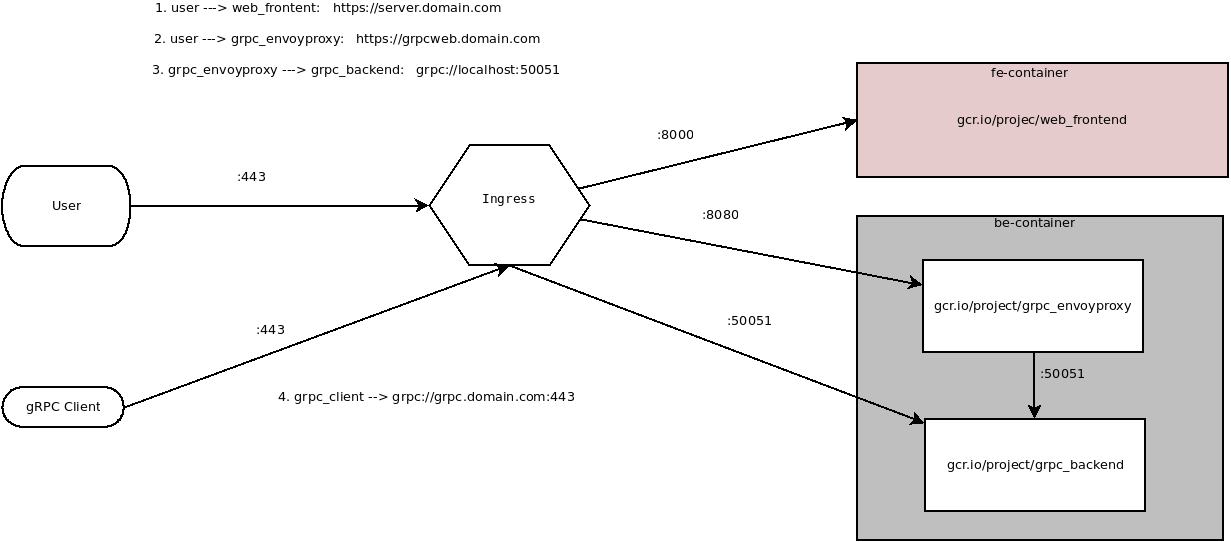 1. user ---> web_frontent:   https://server.domain.com
2. user ---> grpc_envoyproxy:   https://grpcweb.domain.com
3. grpc_envoyproxy ---> grpc_backend:   grpc://localhost:50051
fe-container
gcr.io/projec/web_frontend
:8000
:443
User
Ingress
:8080
be-container
gcr.io/project/grpc_envoyproxy
:50051
:443
:50051
4. grpc_client --> grpc://grpc.domain.com:443
gRPC Client
gcr.io/project/grpc_backend